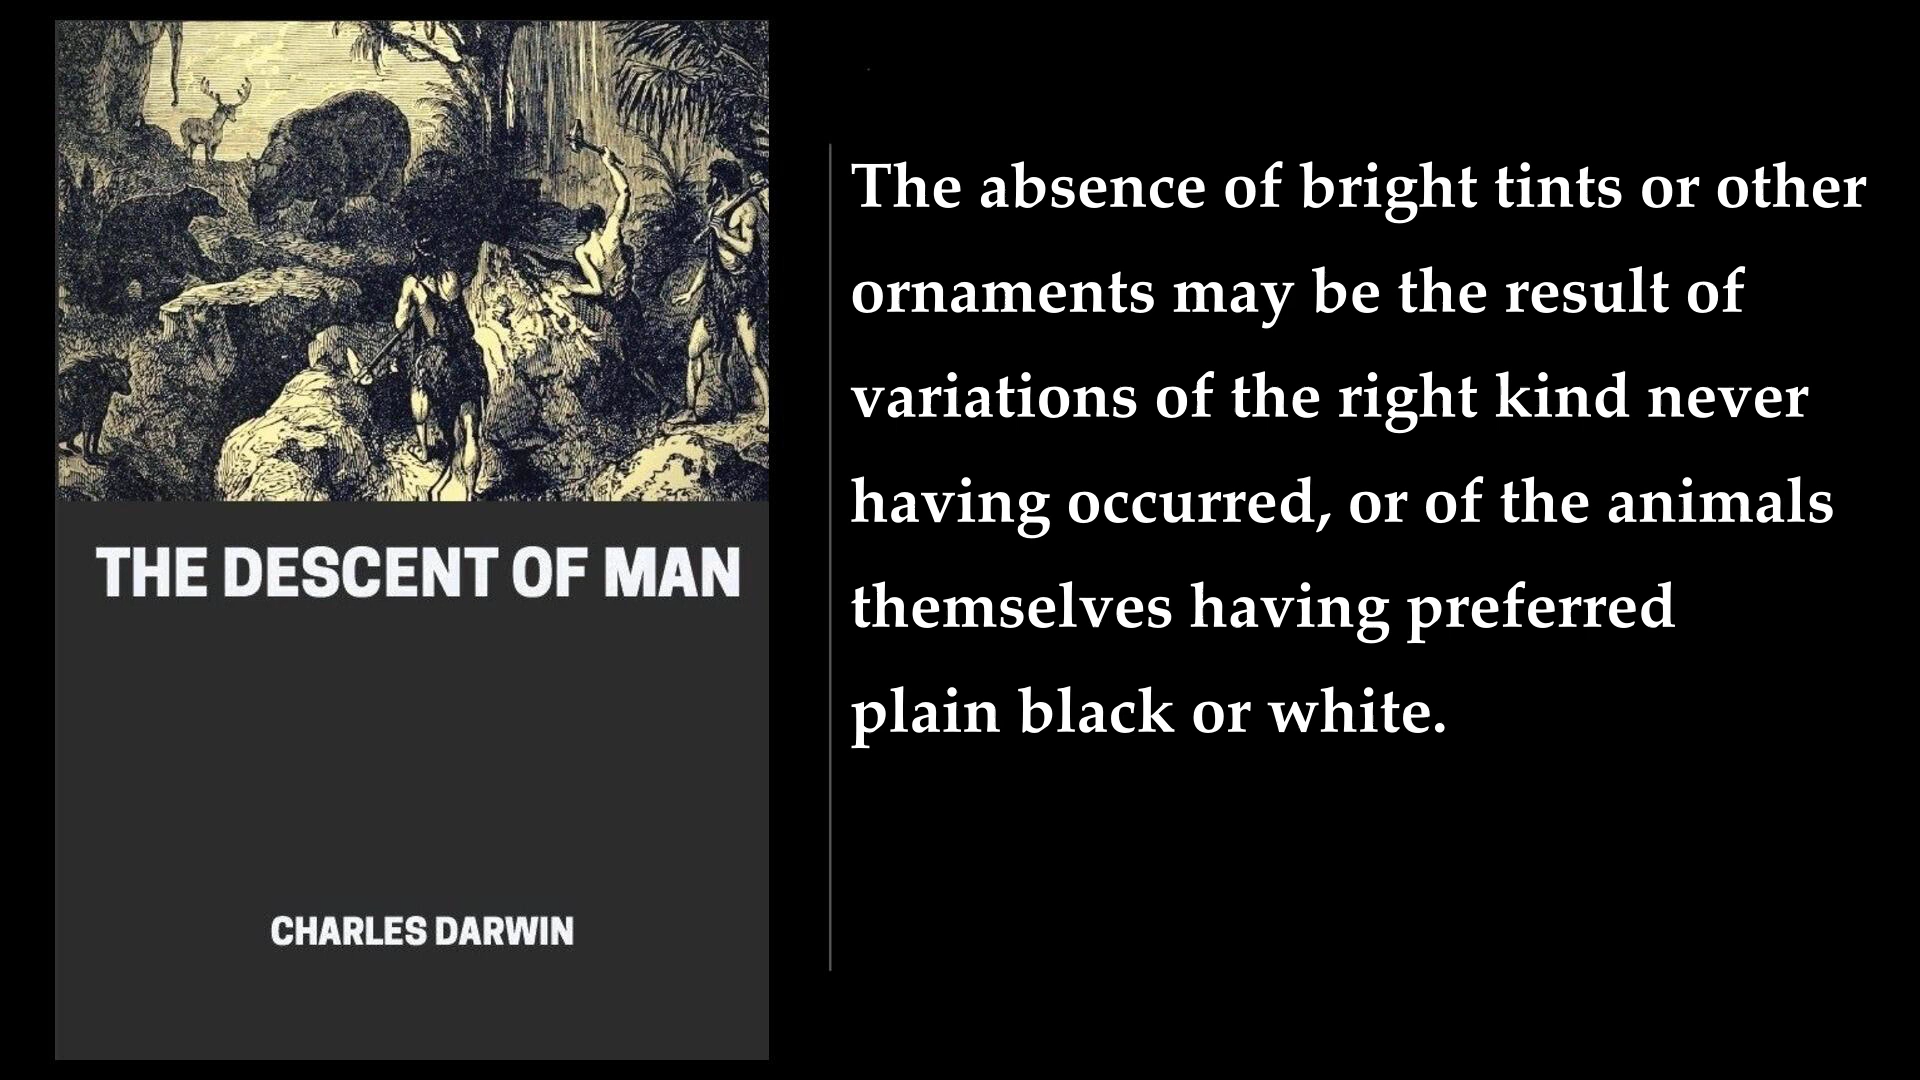 THE DESCENT OF MAN
CHARLES DARWIN
The absence of bright tints or other
ornaments may be the result of
variations of the right kind never
having occurred, or of the animals
themselves having preferred
plain black or white.